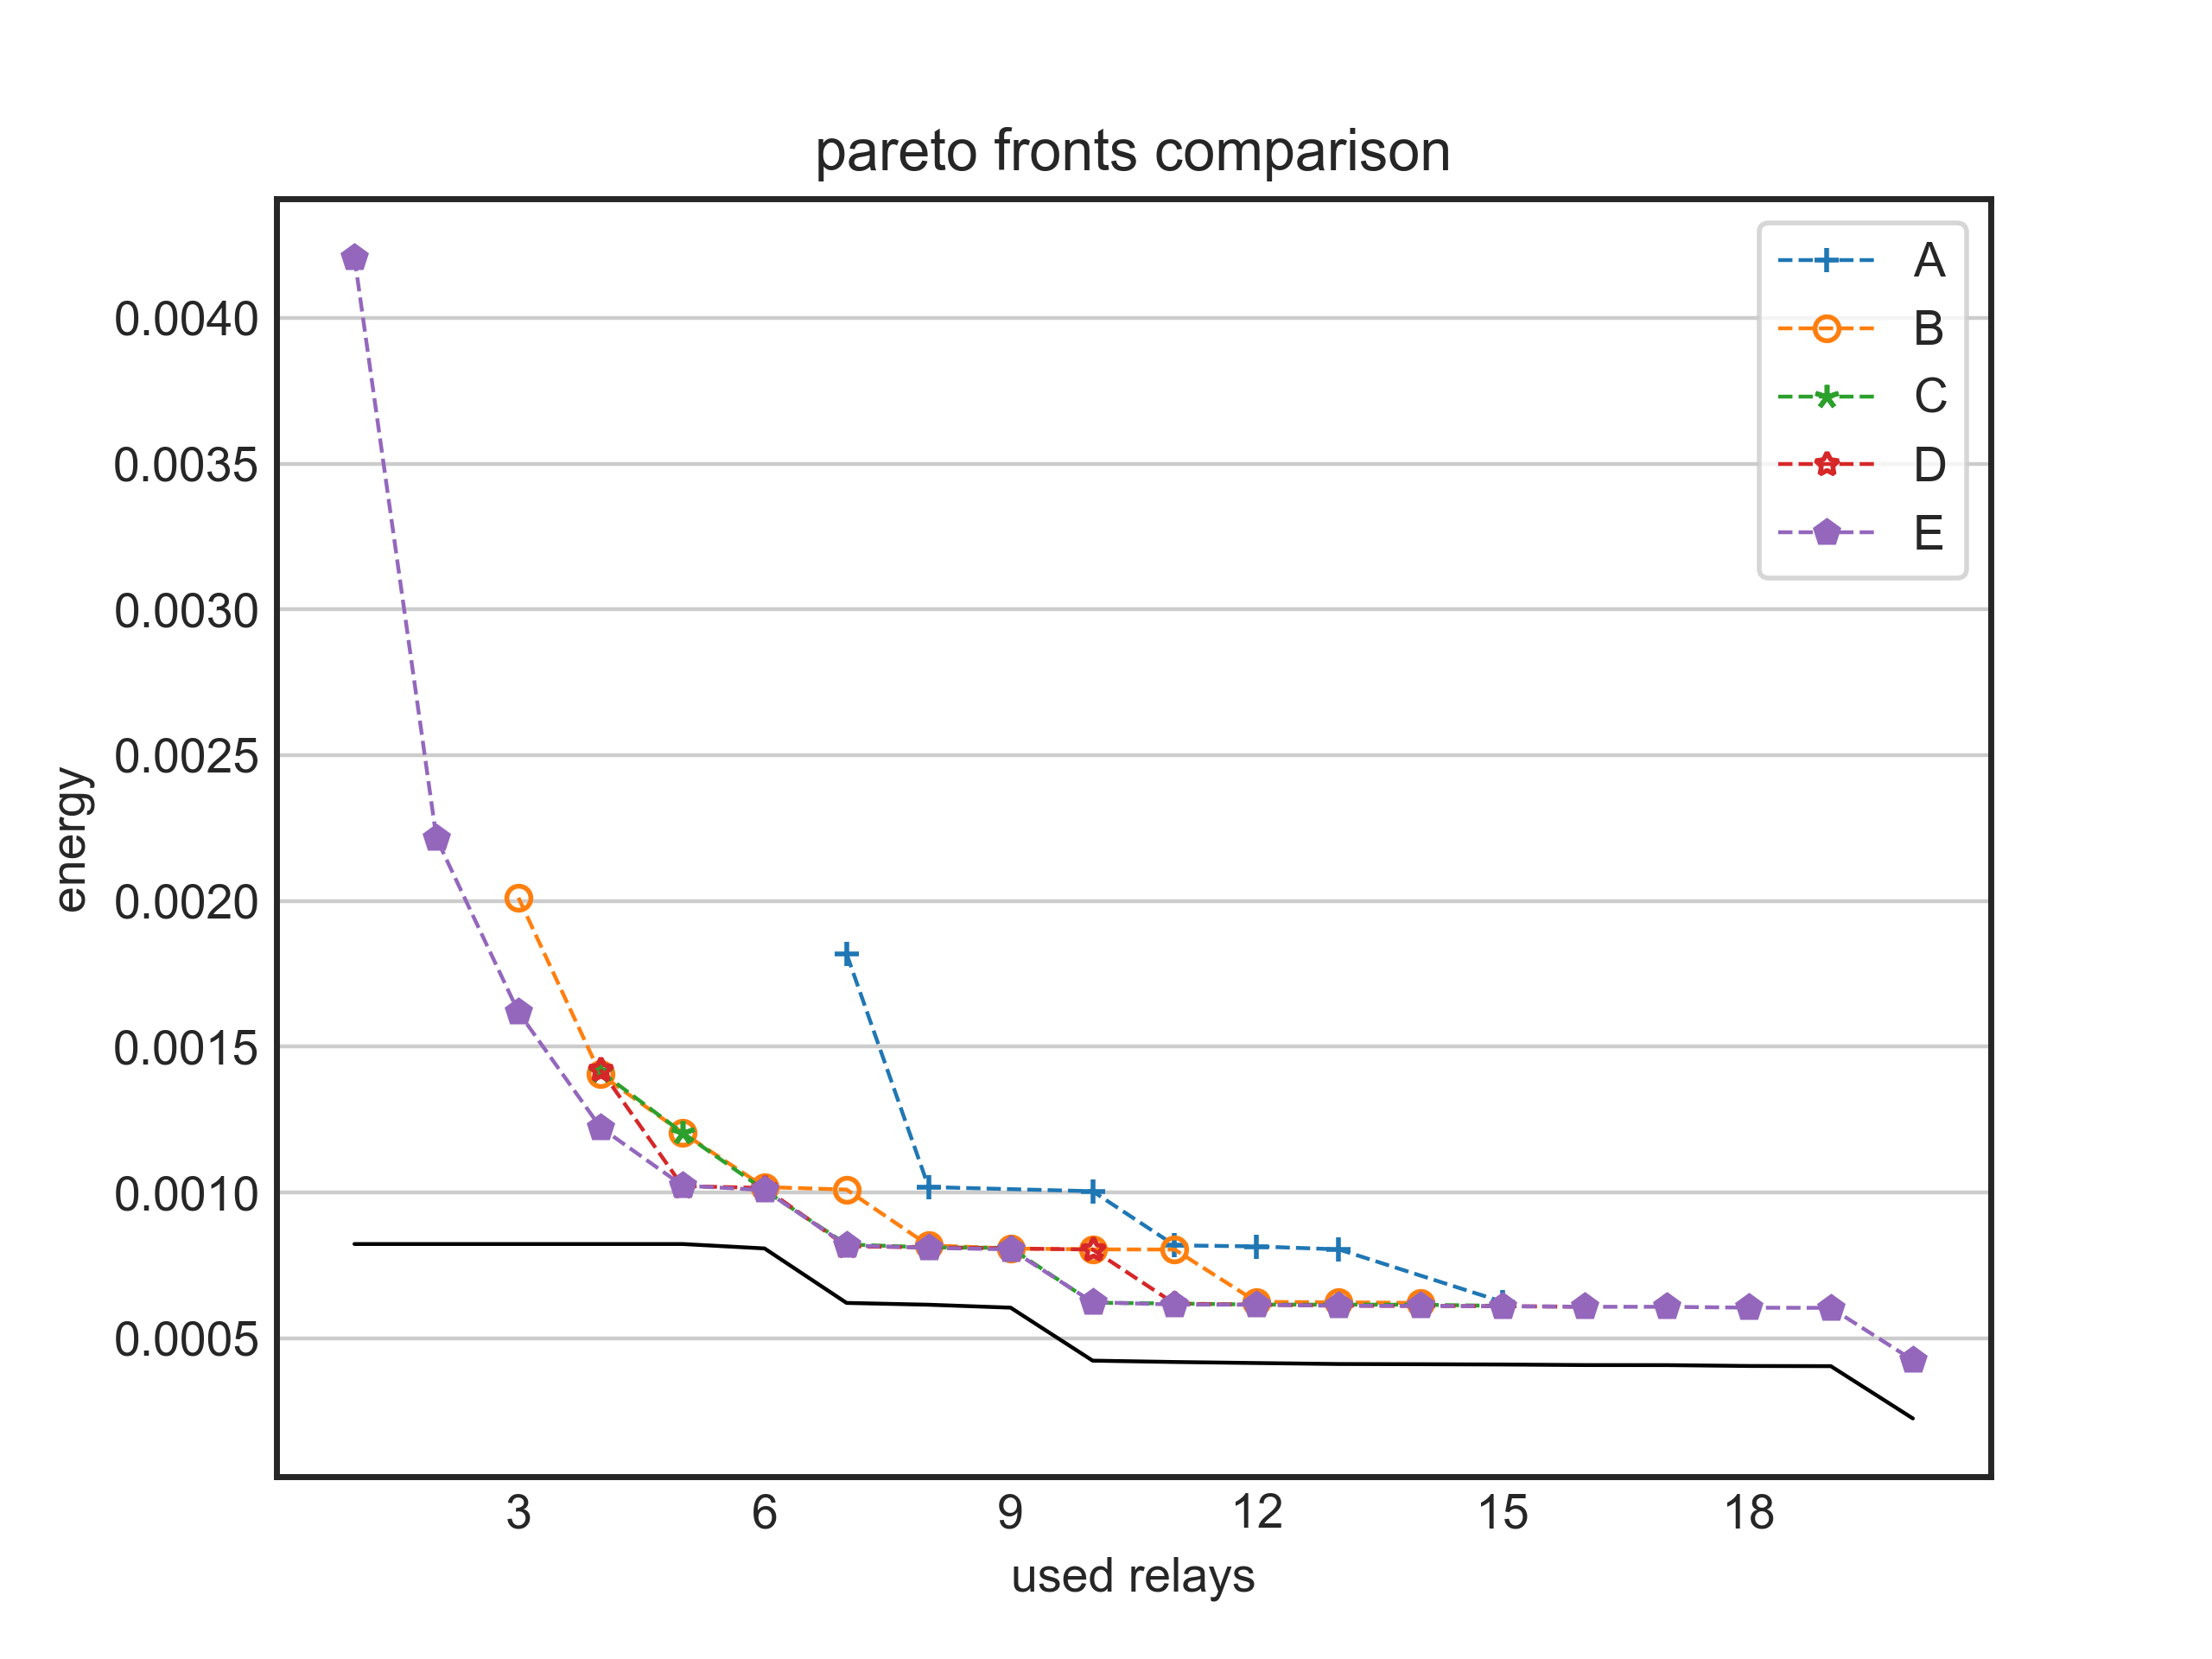 pareto fronts comparison
A
B
C
D
E
0.0040
0.0035
0.0030
0.0025
0.0020
0.0015
0.0010
0.0005
energy
3 6 9 12 15 18
used relays